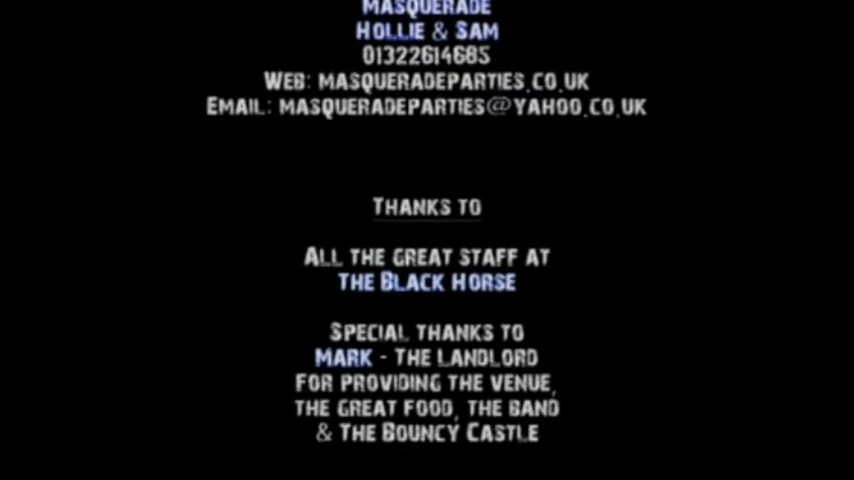 MASQUERADE
HOLLIE & SAM
01322614685
WEB: MASQUERADEPARTIES.CO.UK
EMAIL: MASQUERADEPARTIES@YAHOO.CO.UK
THANKS TO
ALL THE GREAT STAFF AT
THE BLACK HORSE
SPECIAL THANKS TO
MARK - THE LANDLORD
FOR PROVIDING THE VENUE,
THE GREAT FOOD, THE BAND
& THE BOUNCY CASTLE